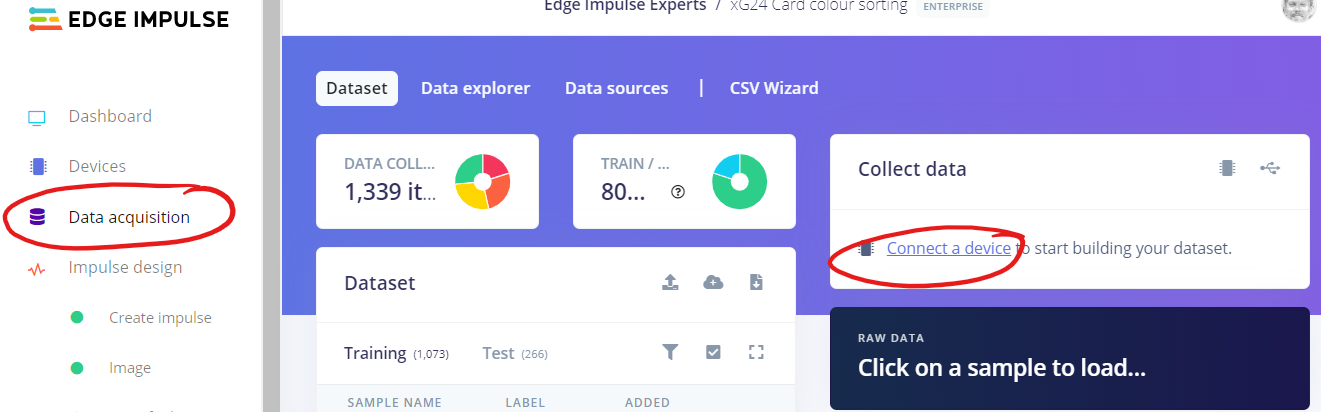 EDGE IMPULSE
Edge Impulse Experts / xG24 Card colour sorting ENTERPRISE
Dashboard
Devices
Data acquisition
Impulse design
Create impulse
Image
Dataset Data explorer Data sources | CSV Wizard
DATA COLL...
1,339 it...
TRAIN / ...
80...
Collect data
Connect a device to start building your dataset.
Dataset
Training (1,073) Test (266)
SAMPLE NAME LABEL ADDED
RAW DATA
Click on a sample to load...